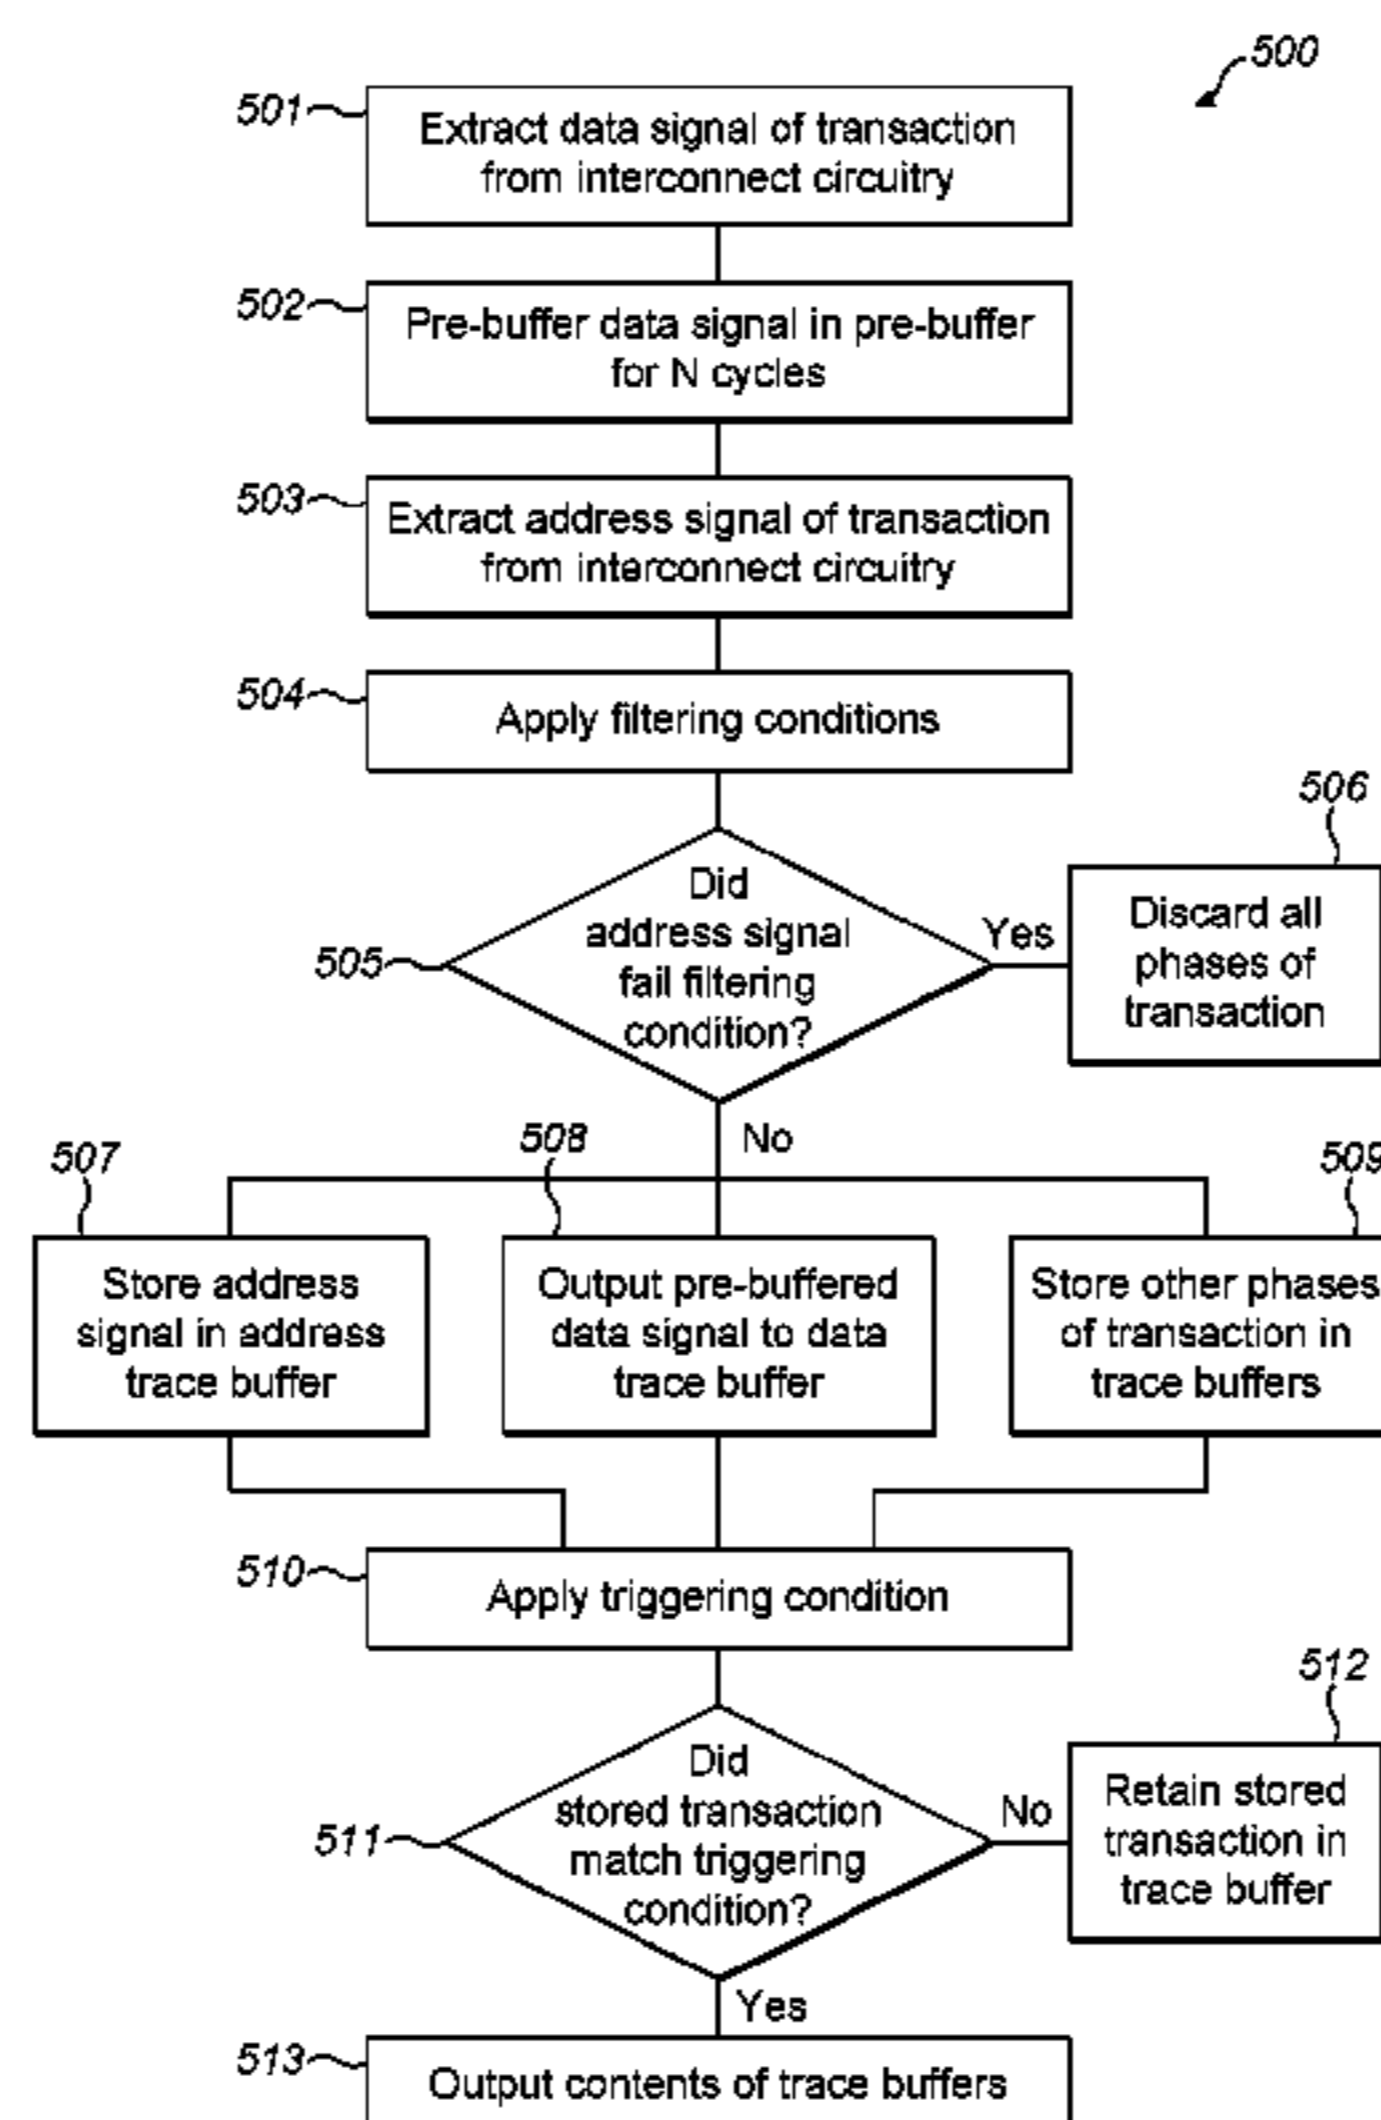 500
501
Extract data signal of transaction
from interconnect circuitry
502
Pre-buffer data signal in pre-buffer
for N cycles
503
Extract address signal of transaction
from interconnect circuitry
504
Apply filtering conditions
505
Did
address signal
fail filtering
condition?
Yes
506
Discard all
phases of
transaction
No
507
Store address
signal in address
trace buffer
508
Output pre-buffered
data signal to data
trace buffer
509
Store other phases
of transaction in
trace buffers
510
Apply triggering condition
511
Did
stored transaction
match triggering
condition?
No
512
Retain stored
transaction in
trace buffer
Yes
513
Output contents of trace buffers